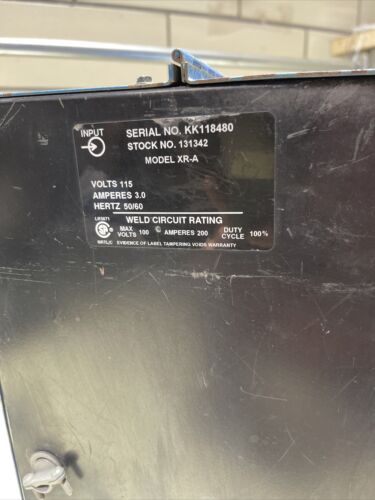 INPUT
SERIAL NO. KK118480
STOCK NO. 131342
MODEL XR-A
VOLTS 115
AMPERES 3.0
HERTZ 50/60
WELD CIRCUIT RATING
MAX VOLTS 100 AMPERES 200 DUTY CYCLE 100%
EVIDENCE OF LABEL TAMPERING VOIDS WARRANTY